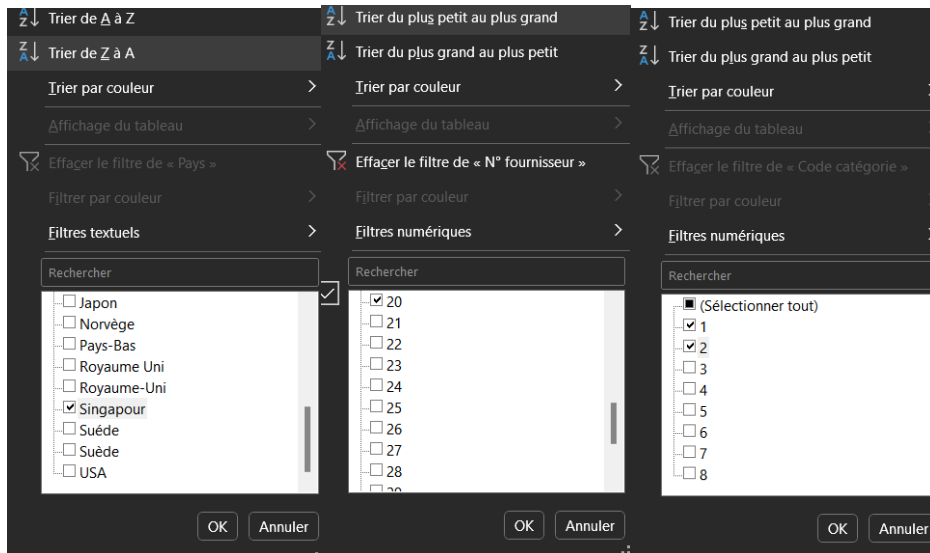 Trier de A à Z
Trier de Z à A
Trier par couleur
Affichage du tableau
Effacer le filtre de « Pays »
Filtrer par couleur
Filtres textuels
Rechercher
Japon
Norvège
Pays-Bas
Royaume Uni
Royaume-Uni
Singapour
Suéde
Suède
USA
OK
Annuler
Trier du plus petit au plus grand
Trier du plus grand au plus petit
Trier par couleur
Affichage du tableau
Effacer le filtre de « N° fournisseur »
Filtrer par couleur
Filtres numériques
Rechercher
20
21
22
23
24
25
26
27
28
OK
Annuler
Trier du plus petit au plus grand
Trier du plus grand au plus petit
Trier par couleur
Affichage du tableau
Effacer le filtre de « Code catégorie »
Filtrer par couleur
Filtres numériques
Rechercher
(Sélectionner tout)
1
2
3
4
5
6
7
8
OK
Annuler